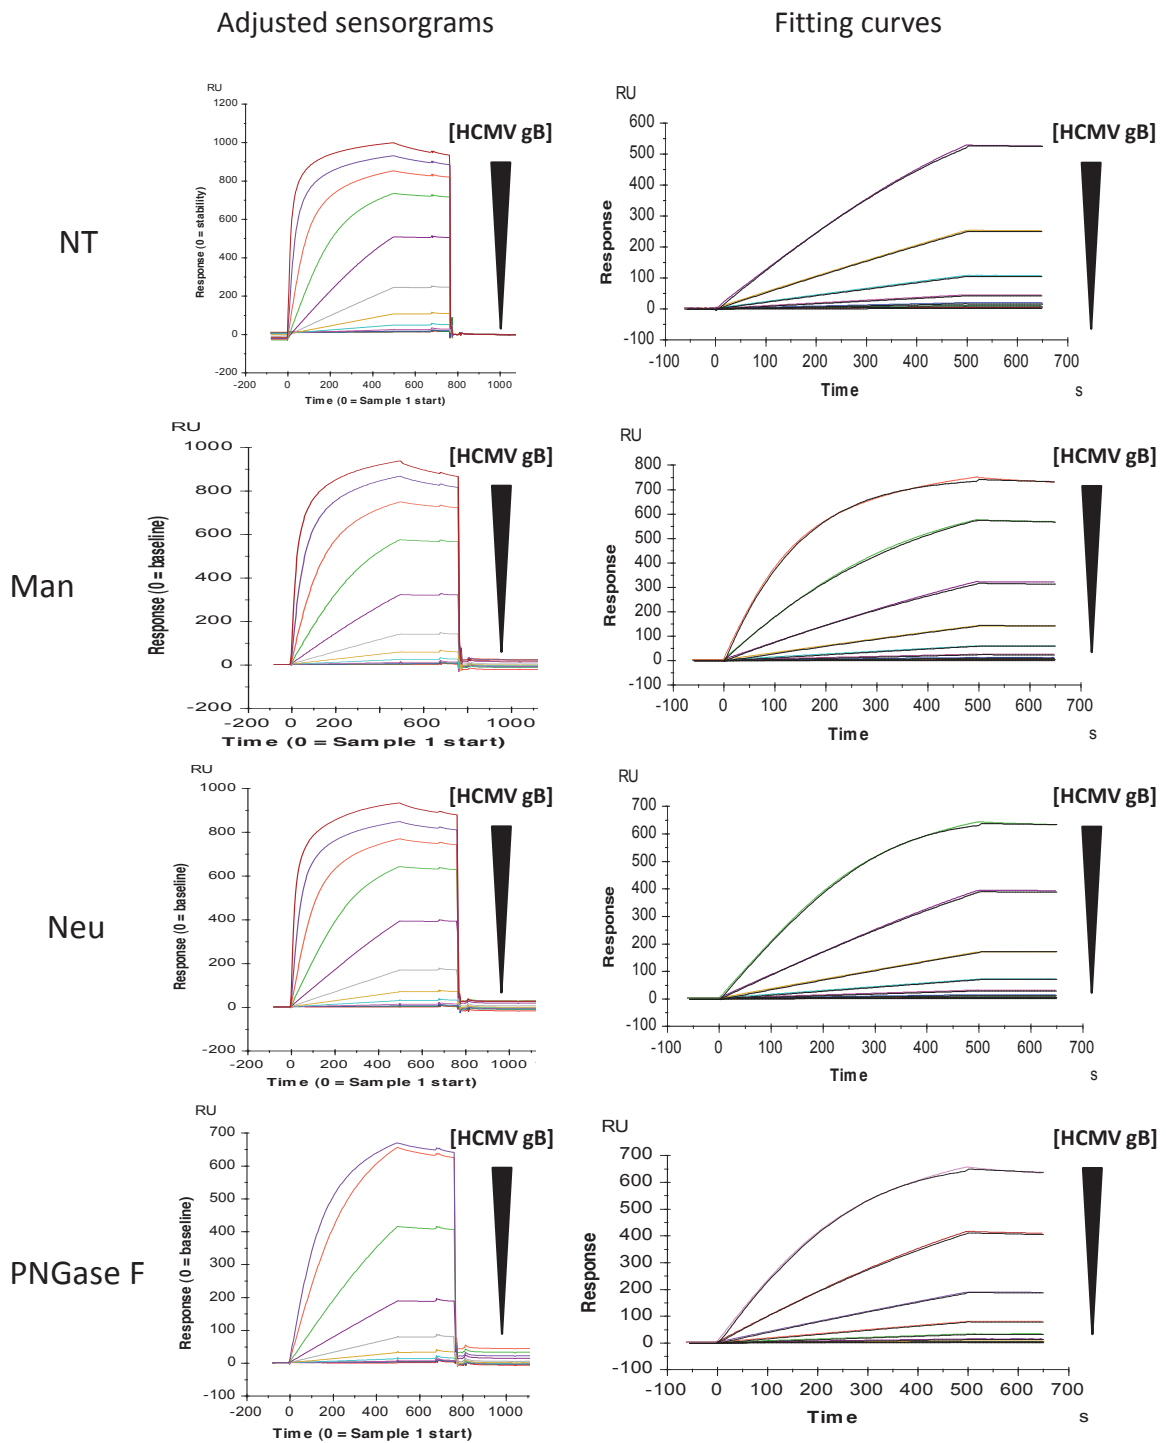 Adjusted sensorgrams
Fitting curves
NT
RU
1200
1000
800
600
400
200
0
-200
-200 0 200 400 600 800 1000
Response (0 = stability)
Time (0 = Sample 1 start)
[HCMV gB]
RU
600
500
400
300
200
100
0
-100
-100 0 100 200 300 400 500 600 700
Response
Time
s
[HCMV gB]
Man
RU
1000
800
600
400
200
0
-200
-200 0 200 600 1000
Response (0 = baseline)
Time (0 = Sample 1 start)
[HCMV gB]
RU
800
700
600
500
400
300
200
100
0
-100
-100 0 100 200 300 400 500 600 700
Response
Time
s
[HCMV gB]
Neu
RU
1000
800
600
400
200
0
-200
-200 0 200 400 600 800 1000
Response (0 = baseline)
Time (0 = Sample 1 start)
[HCMV gB]
RU
700
600
500
400
300
200
100
0
-100
-100 0 100 200 300 400 500 600 700
Response
Time
s
[HCMV gB]
PNGase F
RU
700
600
500
400
300
200
100
0
-100
-200 0 200 400 600 800 1000
Response (0 = baseline)
Time (0 = Sample 1 start)
[HCMV gB]
RU
700
600
500
400
300
200
100
0
-100
-100 0 100 200 300 400 500 600 700
Response
Time
s
[HCMV gB]